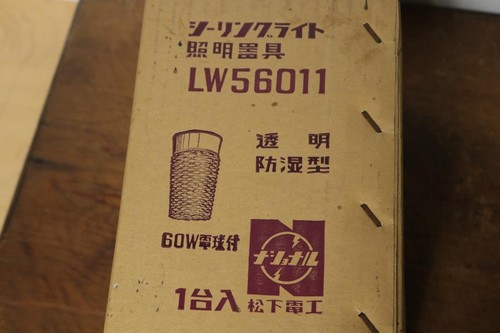 シーリングライト
照明器具
LW56011
透明
防湿型
60W電球付
ナショナル
1台入 松下電工